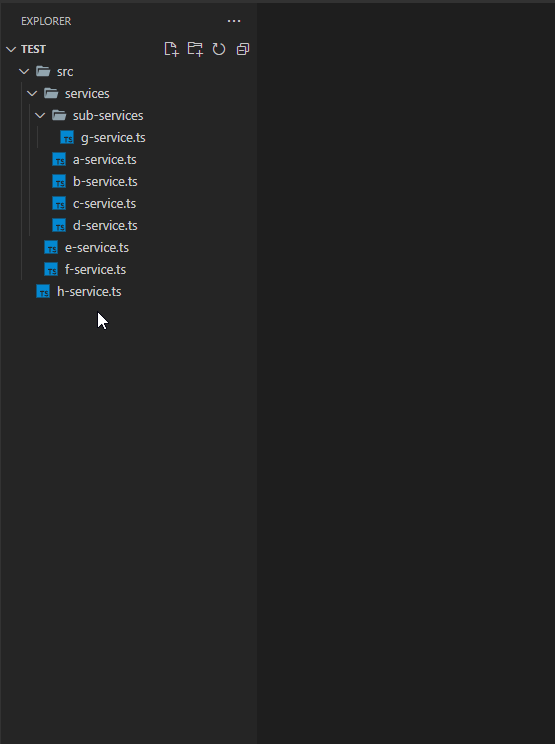 EXPLORER
TEST
src
services
sub-services
TS g-service.ts
TS a-service.ts
TS b-service.ts
TS c-service.ts
TS d-service.ts
TS e-service.ts
TS f-service.ts
TS h-service.ts